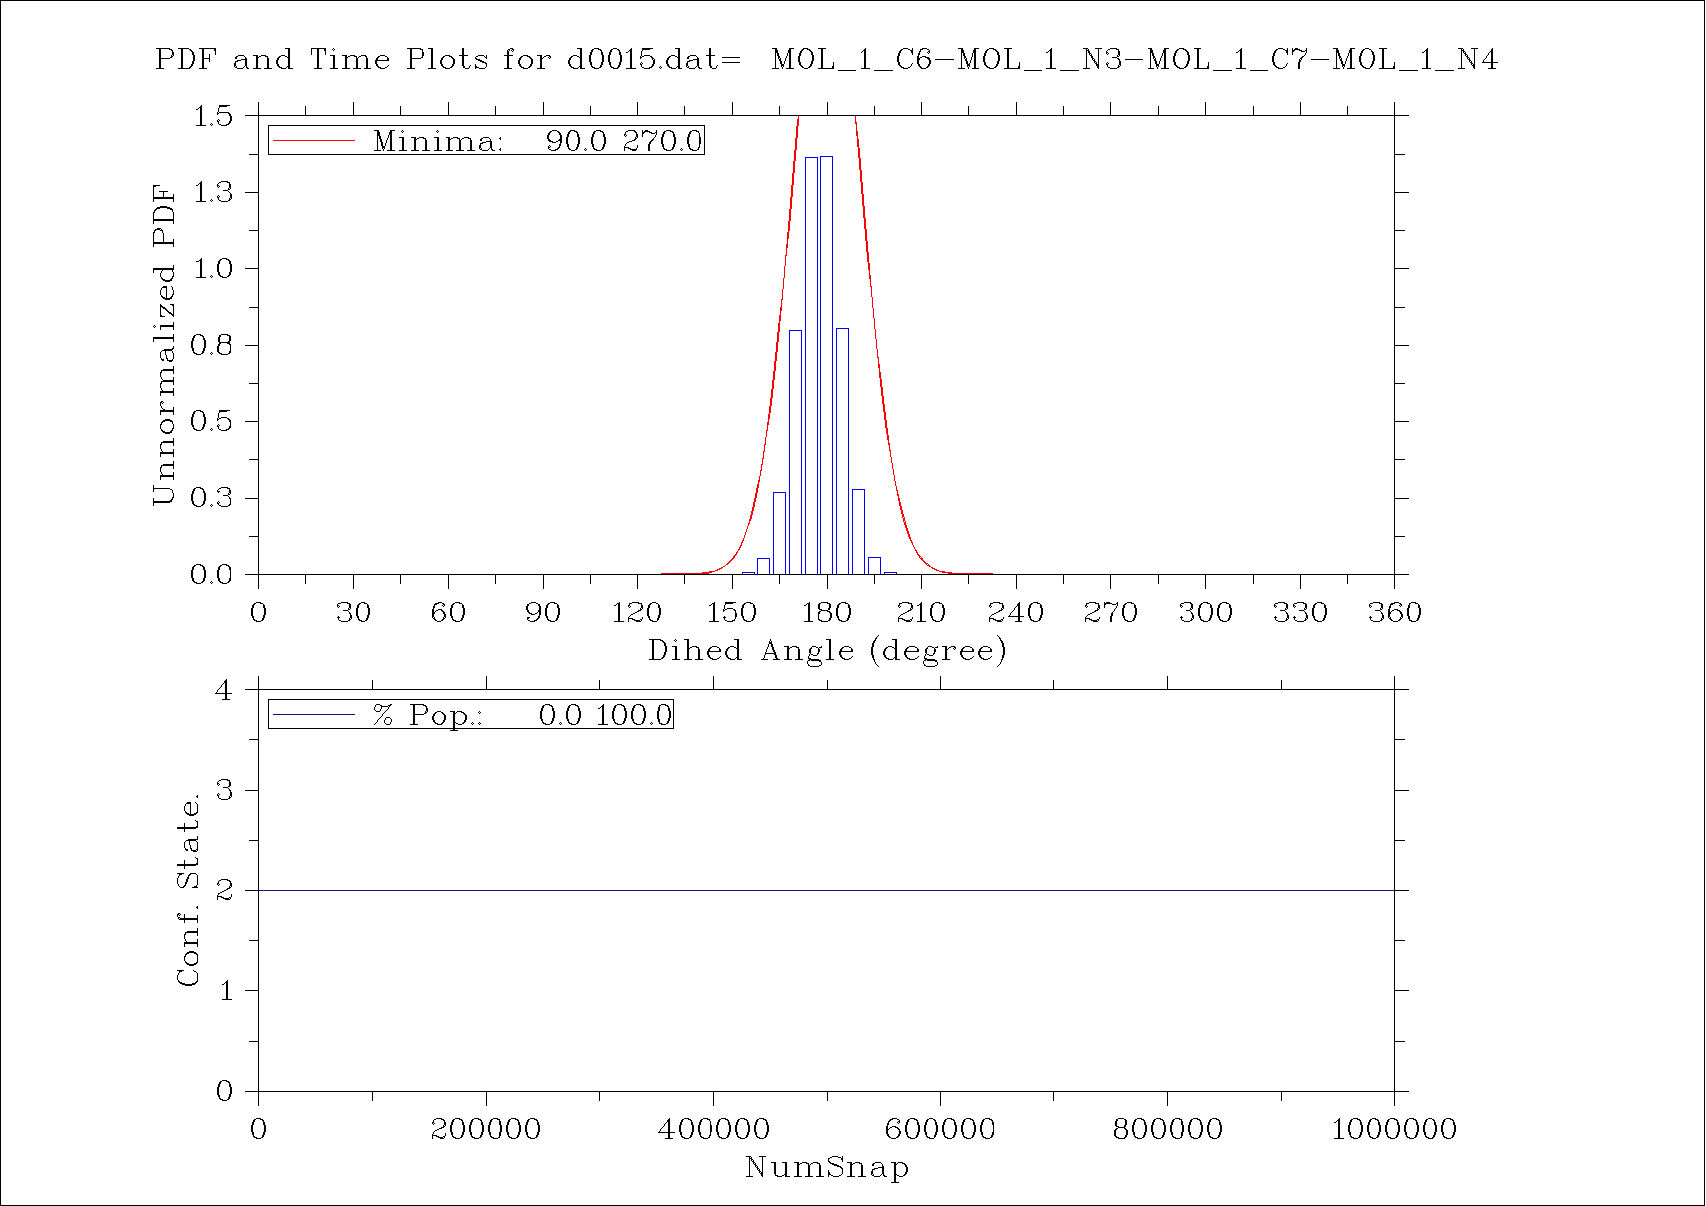 PDF and Time Plots for d0015.dat= MOL_1_C6-MOL_1_N3-MOL_1_C7-MOL_1_N4
1.5
Minima: 90.0 270.0
1.3
1.0
0.8
0.5
0.3
0.0
Unnormalized PDF
0 30 60 90 120 150 180 210 240 270 300 330 360
Dihed Angle (degree)
4
% Pop.: 0.0 100.0
3
2
1
0
Conf. State.
0 200000 400000 600000 800000 1000000
NumSnap